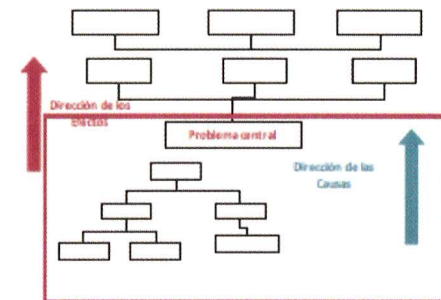 Dirección de los
Efectos
Problema central
Dirección de las
Causas